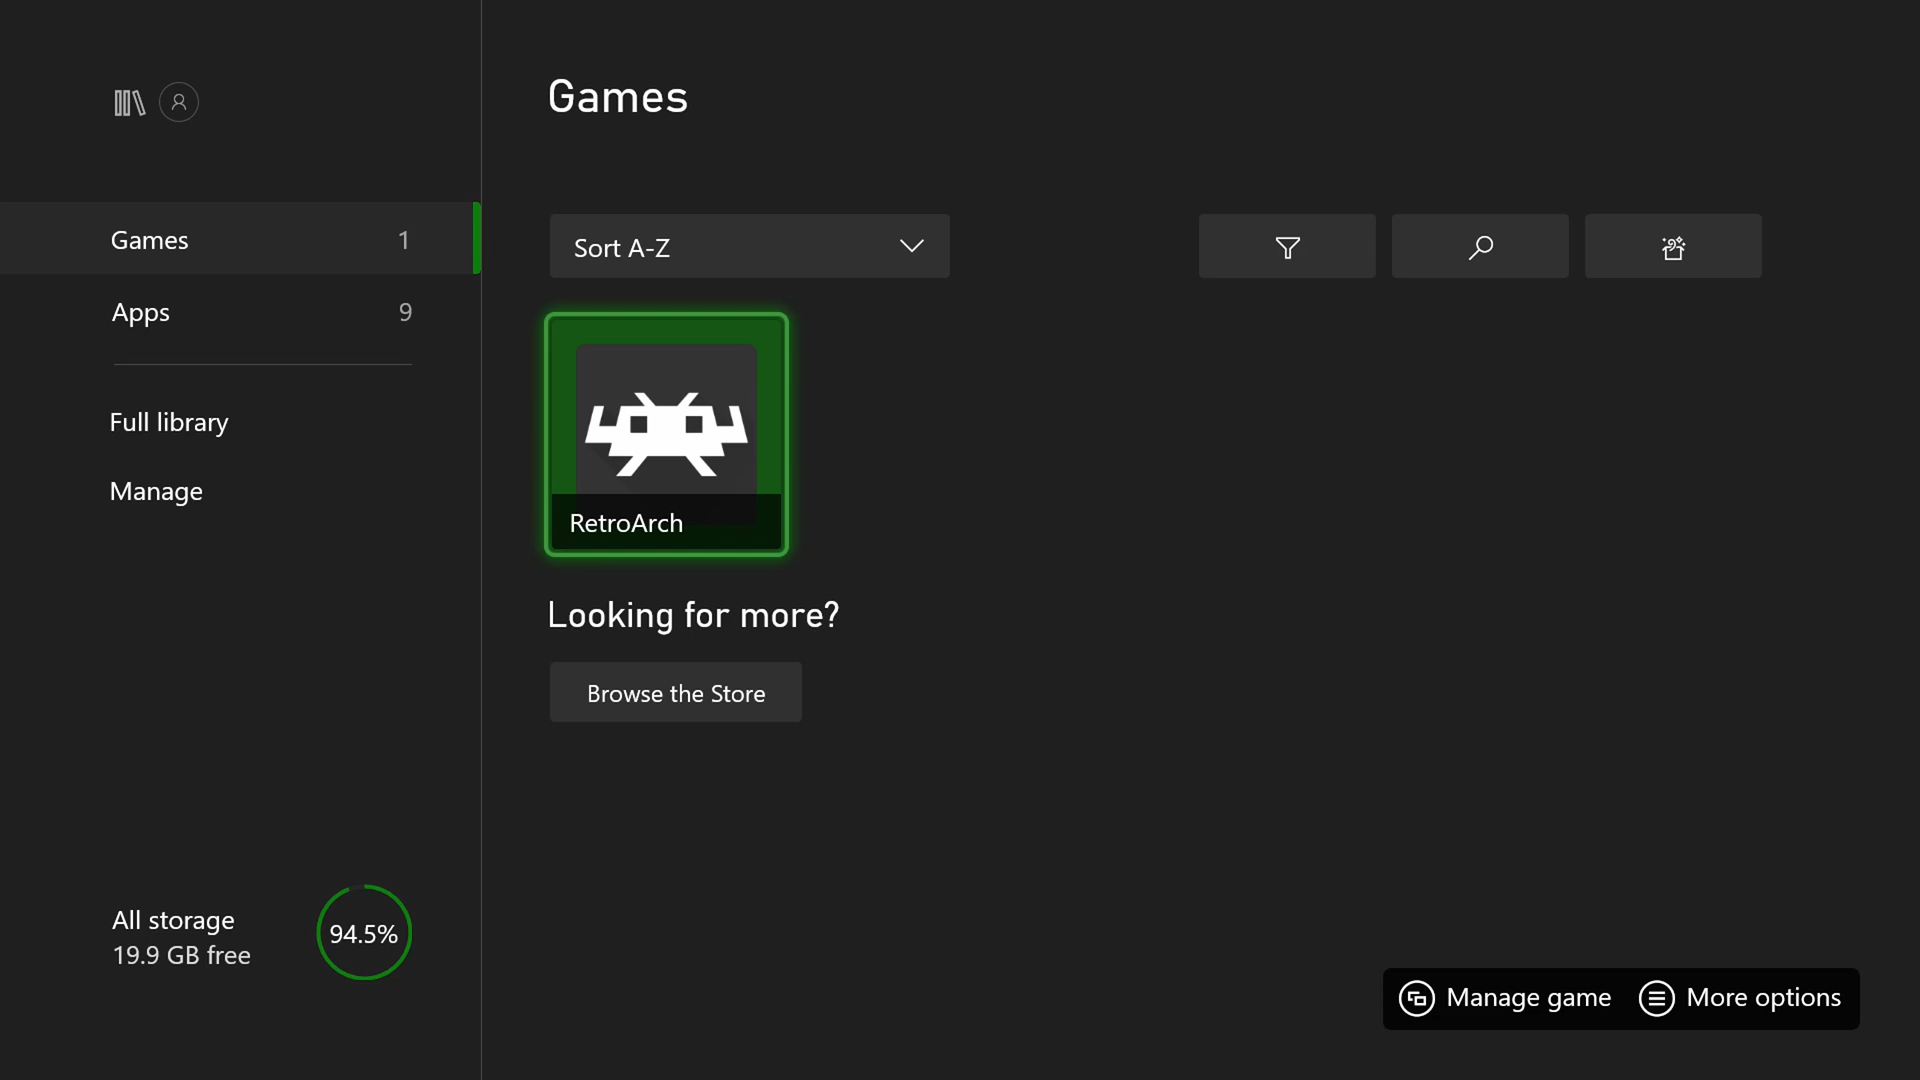 Games
Games 1
Apps 9
Full library
Manage
Sort A-Z
RetroArch
Looking for more?
Browse the Store
All storage
19.9 GB free
94.5%
Manage game
More options